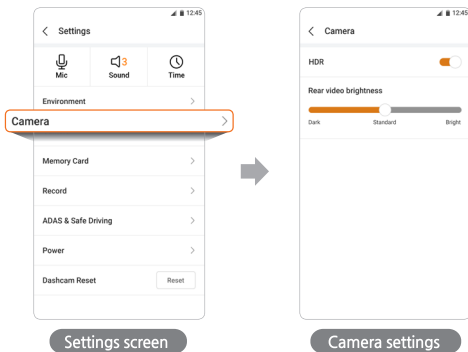 12:45
Settings
3
Mic Sound Time
Environment
Camera
Memory Card
Record
ADAS & Safe Driving
Power
Dashcam Reset Reset
Settings screen
12:45
Camera
HDR
Rear video brightness
Dark Standard Bright
Camera settings